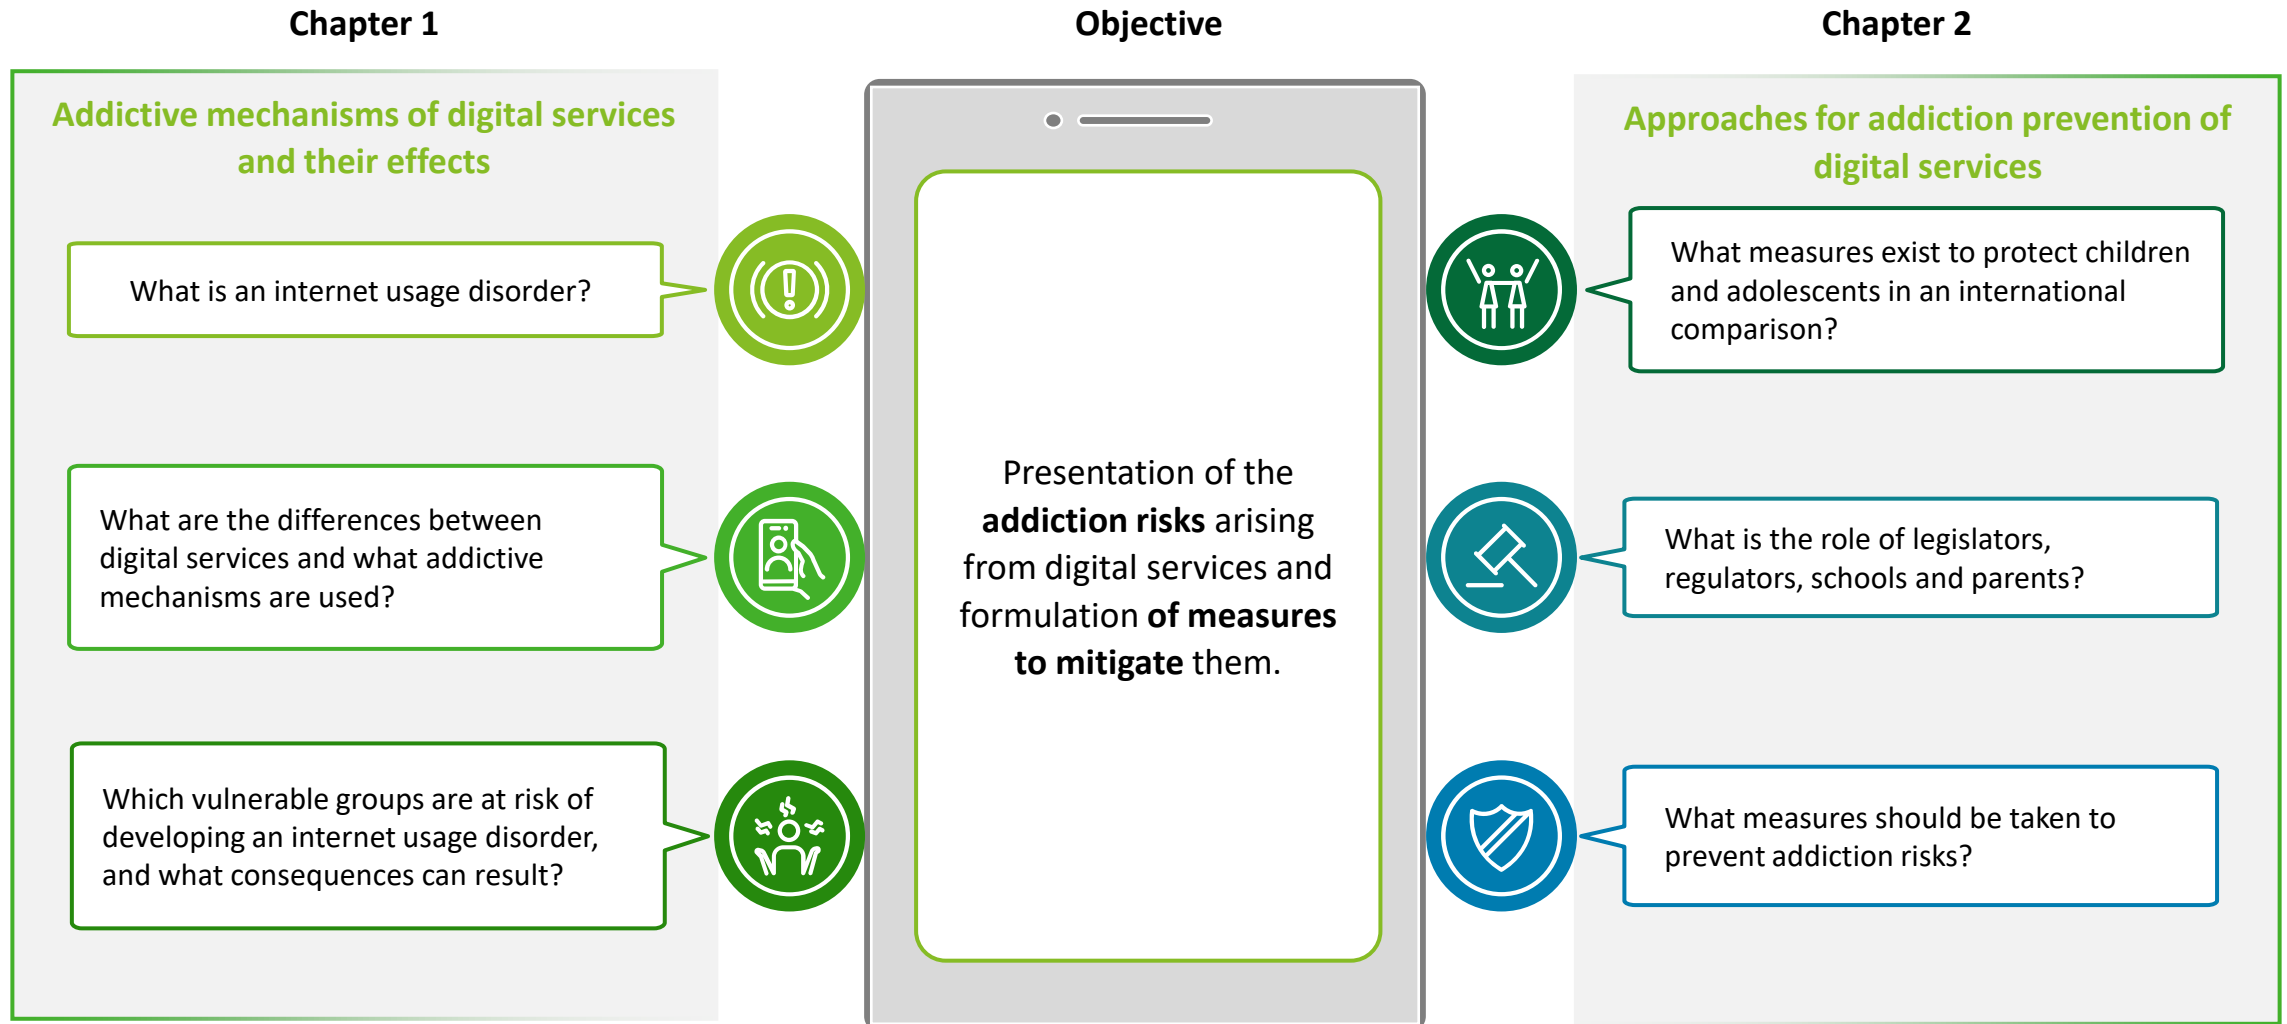 Chapter 1
Addictive mechanisms of digital services
and their effects
What is an internet usage disorder?
What are the differences between
digital services and what addictive
mechanisms are used?
Which vulnerable groups are at risk of
developing an internet usage disorder,
and what consequences can result?
Objective
Presentation of the
addiction risks arising
from digital services and
formulation of measures
to mitigate them.
Chapter 2
Approaches for addiction prevention of
digital services
What measures exist to protect children
and adolescents in an international
comparison?
What is the role of legislators,
regulators, schools and parents?
What measures should be taken to
prevent addiction risks?